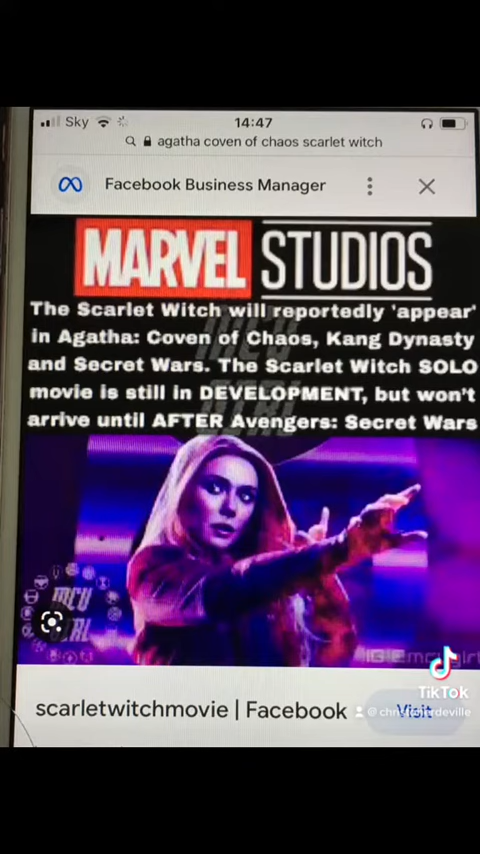 Sky 14:47
agatha coven of chaos scarlet witch
Facebook Business Manager
MARVEL STUDIOS
The Scarlet Witch will reportedly 'appear'
in Agatha: Coven of Chaos, Kang Dynasty
and Secret Wars. The Scarlet Witch SOLO
movie is still in DEVELOPMENT, but won't
arrive until AFTER Avengers: Secret Wars
MCU
TikTok
scarletwitchmovie | Facebook
Visit